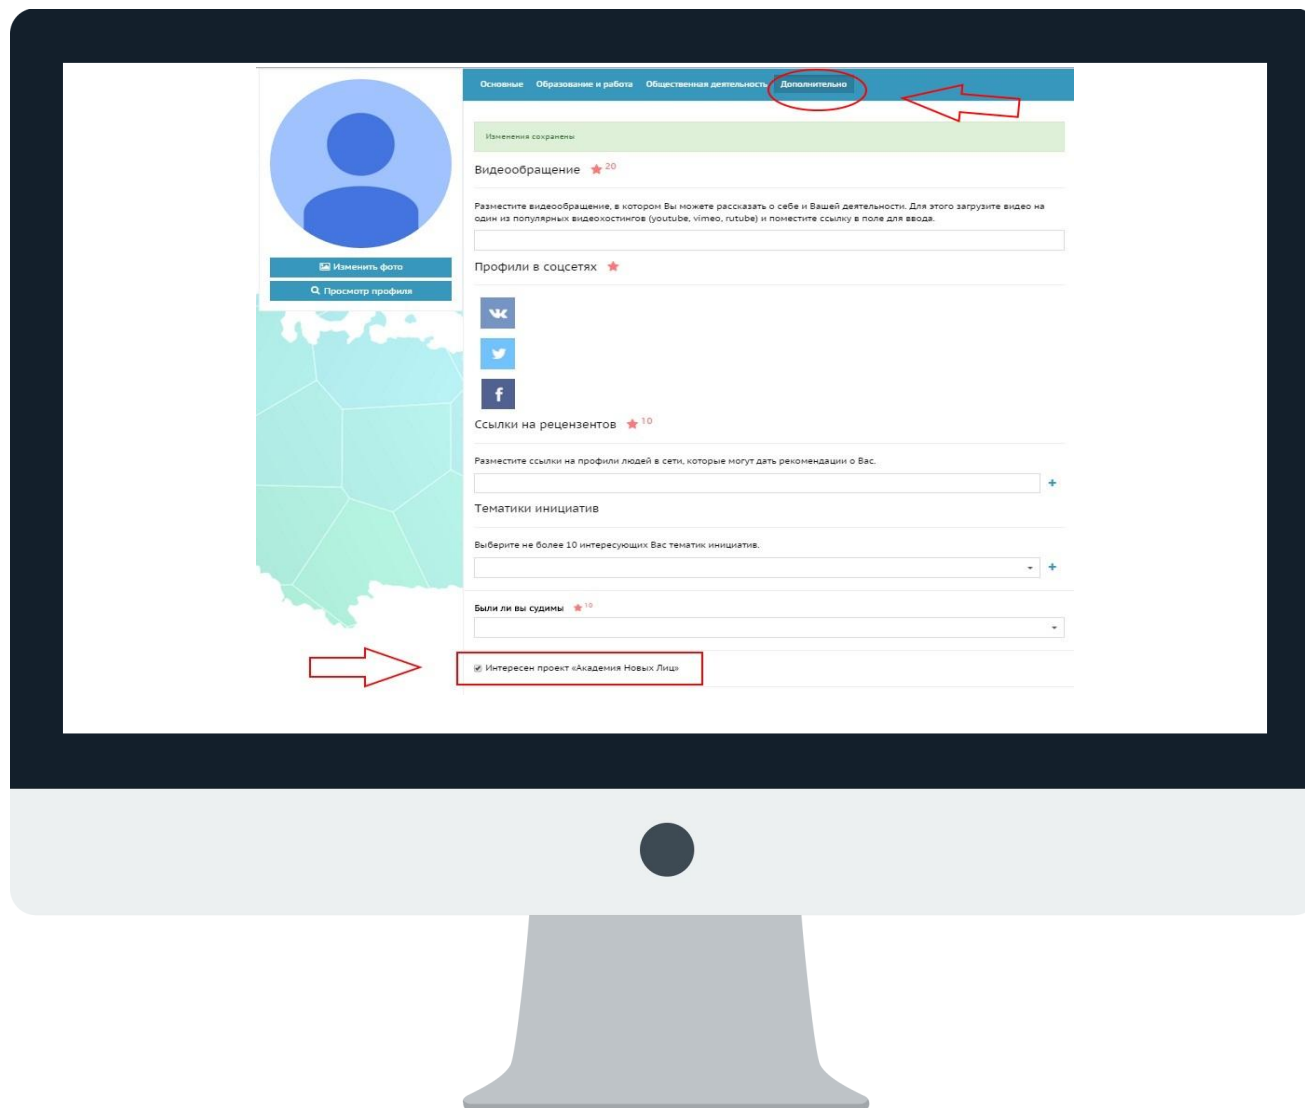 Основные Образование и работа Общественная деятельность Дополнительно
Изменения сохранены
Видеообращение 20
Разместите видеообращение, в котором Вы можете рассказать о себе и Вашей деятельности. Для этого загрузите видео на
один из популярных видеохостингов (youtube, vimeo, rutube) и поместите ссылку в поле для ввода.
Изменить фото
Просмотр профиля
Профили в соцсетях
Ссылки на рецензентов 10
Разместите ссылки на профили людей в сети, которые могут дать рекомендации о Вас.
Тематики инициатив
Выберите не более 10 интересующих Вас тематик инициатив.
Были ли вы судимы 10
Интересен проект «Академия Новых Лиц»